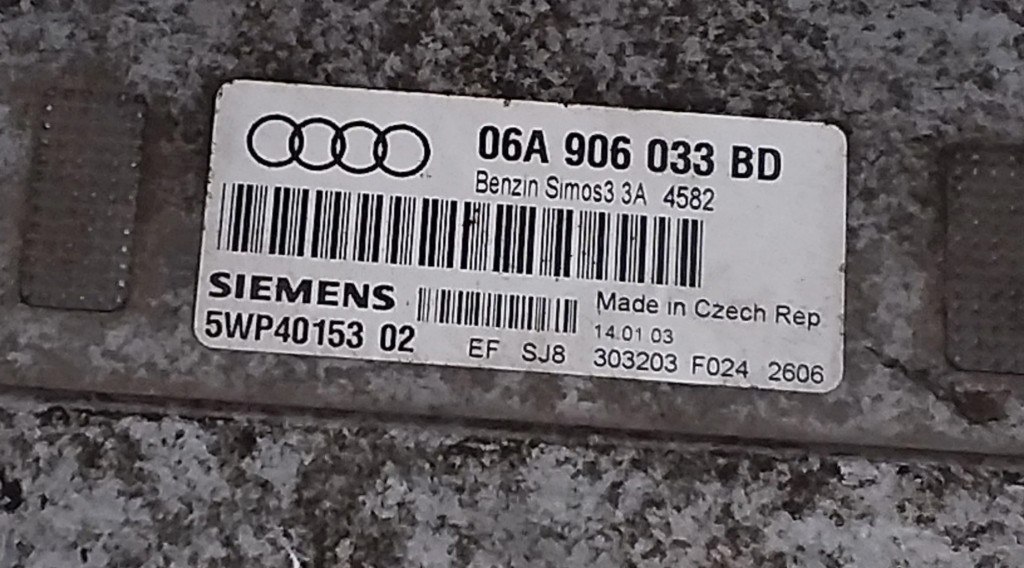 06A 906 033 BD
Benzin Simos3 3A 4582
SIEMENS
5WP40153 02
Made in Czech Rep
14.01 03
EF SJ8 303203 F024 2606